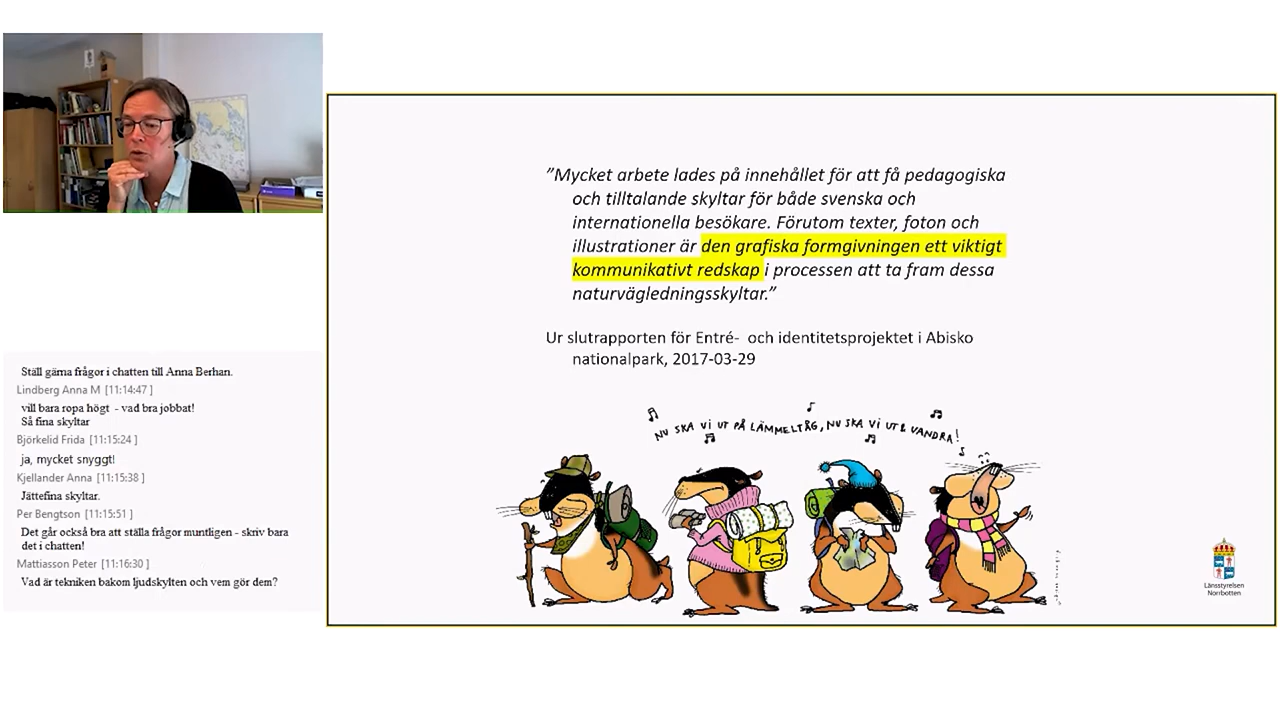 Ställ gärna frågor i chatten till Anna Berhan.
Lindberg Anna M [11:14:47 ]
vill bara ropa högt  - vad bra jobbat!
Så fina skyltar
Björkelid Frida [11:15:24 ]
ja, mycket snyggt!
Kjellander Anna [11:15:38 ]
Jättefina skyltar.
Per Bengtson [11:15:51 ]
Det går också bra att ställa frågor muntligen - skriv bara
det i chatten!
Mattiasson Peter [11:16:30 ]
Vad är tekniken bakom ljudskylten och vem gör dem?
”Mycket arbete lades på innehållet för att få pedagogiska
och tilltalande skyltar för både svenska och
internationella besökare. Förutom texter, foton och
illustrationer är den grafiska formgivningen ett viktigt
kommunikativt redskap i processen att ta fram dessa
naturvägledningsskyltar.”
Ur slutrapporten för Entré-  och identitetsprojektet i Abisko
nationalpark, 2017-03-29
NU SKA VI UT PÅ LÄMMELTÅG, NU SKA VI UT & VANDRA!
Länsstyrelsen
Norrbotten